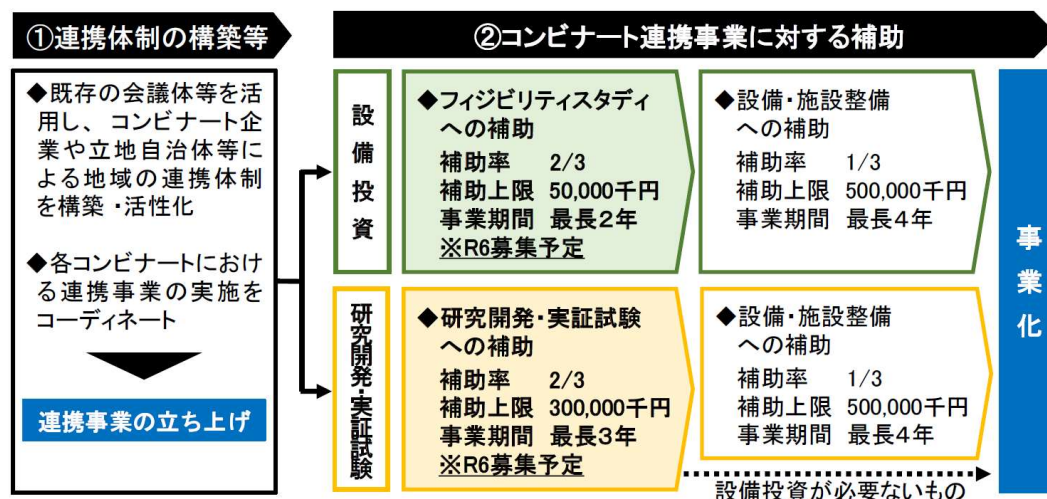 ①連携体制の構築等
◆既存の会議体等を活
用し、コンビナート企
業や立地自治体等に
よる地域の連携体制
を構築・活性化
◆各コンビナートにおけ
る連携事業の実施を
コーディネート
連携事業の立ち上げ
②コンビナート連携事業に対する補助
設備投資
◆フィジビリティスタディ
への補助
補助率 2/3
補助上限 50,000千円
事業期間 最長2年
※R6募集予定
◆設備・施設整備
への補助
補助率 1/3
補助上限 500,000千円
事業期間 最長4年
研究開発・実証試験
◆研究開発・実証試験
への補助
補助率 2/3
補助上限 300,000千円
事業期間 最長3年
※R6募集予定
◆設備・施設整備
への補助
補助率 1/3
補助上限 500,000千円
事業期間 最長4年
設備投資が必要ないもの
事業化